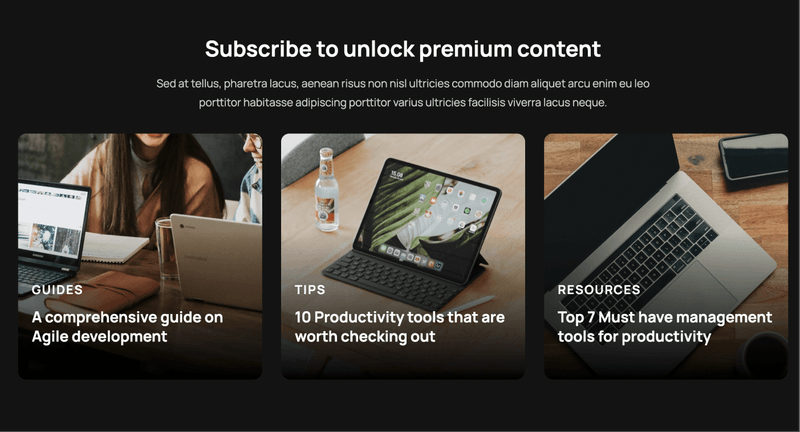 Subscribe to unlock premium content
Sed at tellus, pharetra lacus, aenean risus non nisl ultricies commodo diam aliquet arcu enim eu leo
porttitor habitasse adipiscing porttitor varius ultricies facilisis viverra lacus neque.
GUIDES
A comprehensive guide on
Agile development
TIPS
10 Productivity tools that are
worth checking out
RESOURCES
Top 7 Must have management
tools for productivity